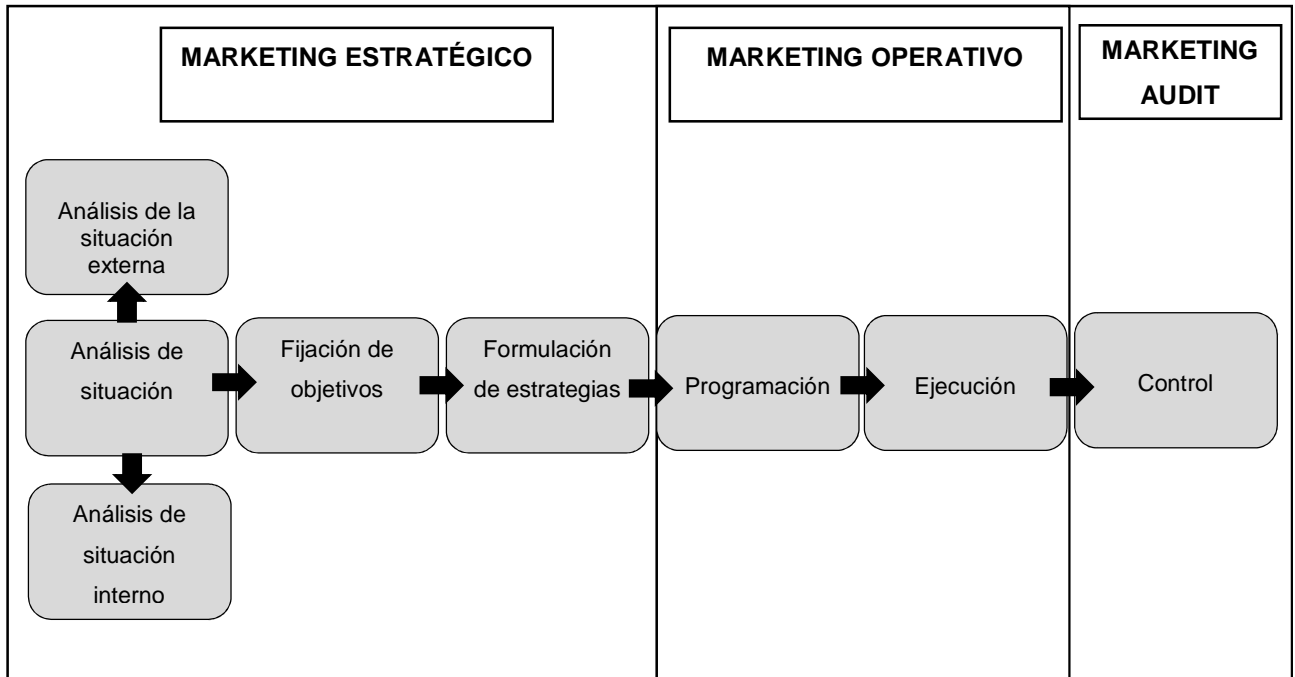 MARKETING ESTRATÉGICO
MARKETING OPERATIVO
MARKETING
AUDIT
Análisis de la
situación
externa
Análisis de
situación
Fijación de
objetivos
Formulación
de estrategias
Programación
Ejecución
Control
Análisis de
situación
interno